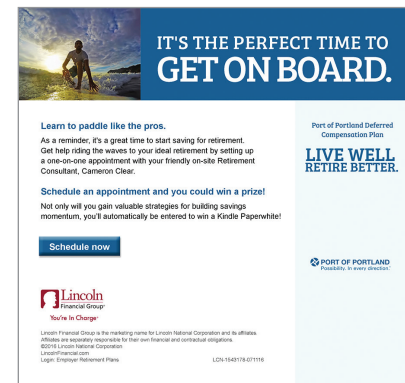 IT'S THE PERFECT TIME TO
GET ON BOARD.
Learn to paddle like the pros.
As a reminder, it's a great time to start saving for retirement.
Get help riding the waves to your ideal retirement by setting up
a one-on-one appointment with your friendly on-site Retirement
Consultant, Cameron Clear.
Schedule an appointment and you could win a prize!
Not only will you gain valuable strategies for building savings
momentum, you'll automatically be entered to win a Kindle Paperwhite!
Schedule now
Port of Portland Deferred
Compensation Plan
LIVE WELL
RETIRE BETTER.
PORT OF PORTLAND
Possibility. In every direction.
Lincoln
Financial Group®
You're In Charge®
Lincoln Financial Group is the marketing name for Lincoln National Corporation and its affiliates.
Affiliates are separately responsible for their own financial and contractual obligations.
©2016 Lincoln National Corporation
LincolnFinancial.com
Login: Employer Retirement Plans
LCN-1543178-071116